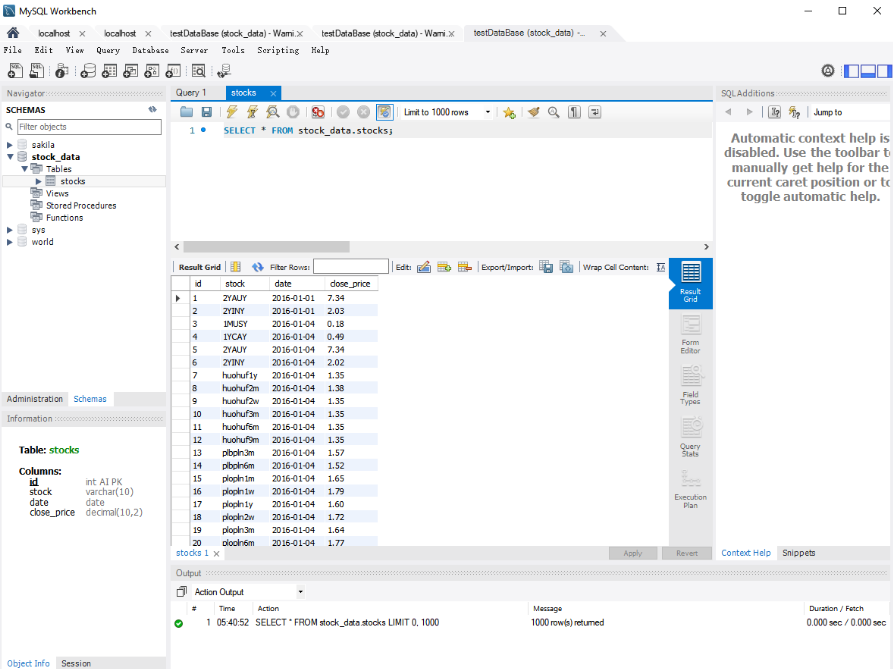 MySQL Workbench
localhost
localhost
testDataBase (stock_data) - Warni...
testDataBase (stock_data) - Warni...
testDataBase (stock_data) -...
File Edit View Query Database Server Tools Scripting Help
Navigator
SCHEMAS
Filter objects
sakila
stock_data
Tables
stocks
Views
Stored Procedures
Functions
sys
world
Administration Schemas
Information
Table: stocks
Columns:
id int AI PK
stock varchar(10)
date date
close_price decimal(10,2)
Object Info Session
Query 1 stocks
Limit to 1000 rows
1 SELECT * FROM stock_data.stocks;
Result Grid Filter Rows: Edit: Export/Import: Wrap Cell Content:
id stock date close_price
1 2YAUY 2016-01-01 7.34
2 2YINY 2016-01-01 2.03
3 1MUSY 2016-01-04 0.18
4 1YCAY 2016-01-04 0.49
5 2YAUY 2016-01-04 7.34
6 2YINY 2016-01-04 2.02
7 huohuf1y 2016-01-04 1.35
8 huohuf2m 2016-01-04 1.38
9 huohuf2w 2016-01-04 1.35
10 huohuf3m 2016-01-04 1.35
11 huohuf6m 2016-01-04 1.35
12 huohuf9m 2016-01-04 1.35
13 plbpln3m 2016-01-04 1.57
14 plbpln6m 2016-01-04 1.52
15 plopln1m 2016-01-04 1.65
16 plopln1w 2016-01-04 1.79
17 plopln1y 2016-01-04 1.60
18 plopln2w 2016-01-04 1.72
19 plopln3m 2016-01-04 1.64
20 plopln6m 2016-01-04 1.77
Result
Grid
Form
Editor
Field
Types
Query
Stats
Execution
Plan
stocks 1
Apply Revert
SQLAdditions
Jump to
Automatic context help is
disabled. Use the toolbar to
manually get help for the
current caret position or to
toggle automatic help.
Context Help Snippets
Output
Action Output
# Time Action Message Duration / Fetch
1 05:40:52 SELECT * FROM stock_data.stocks LIMIT 0, 1000 1000 row(s) returned 0.000 sec / 0.000 sec